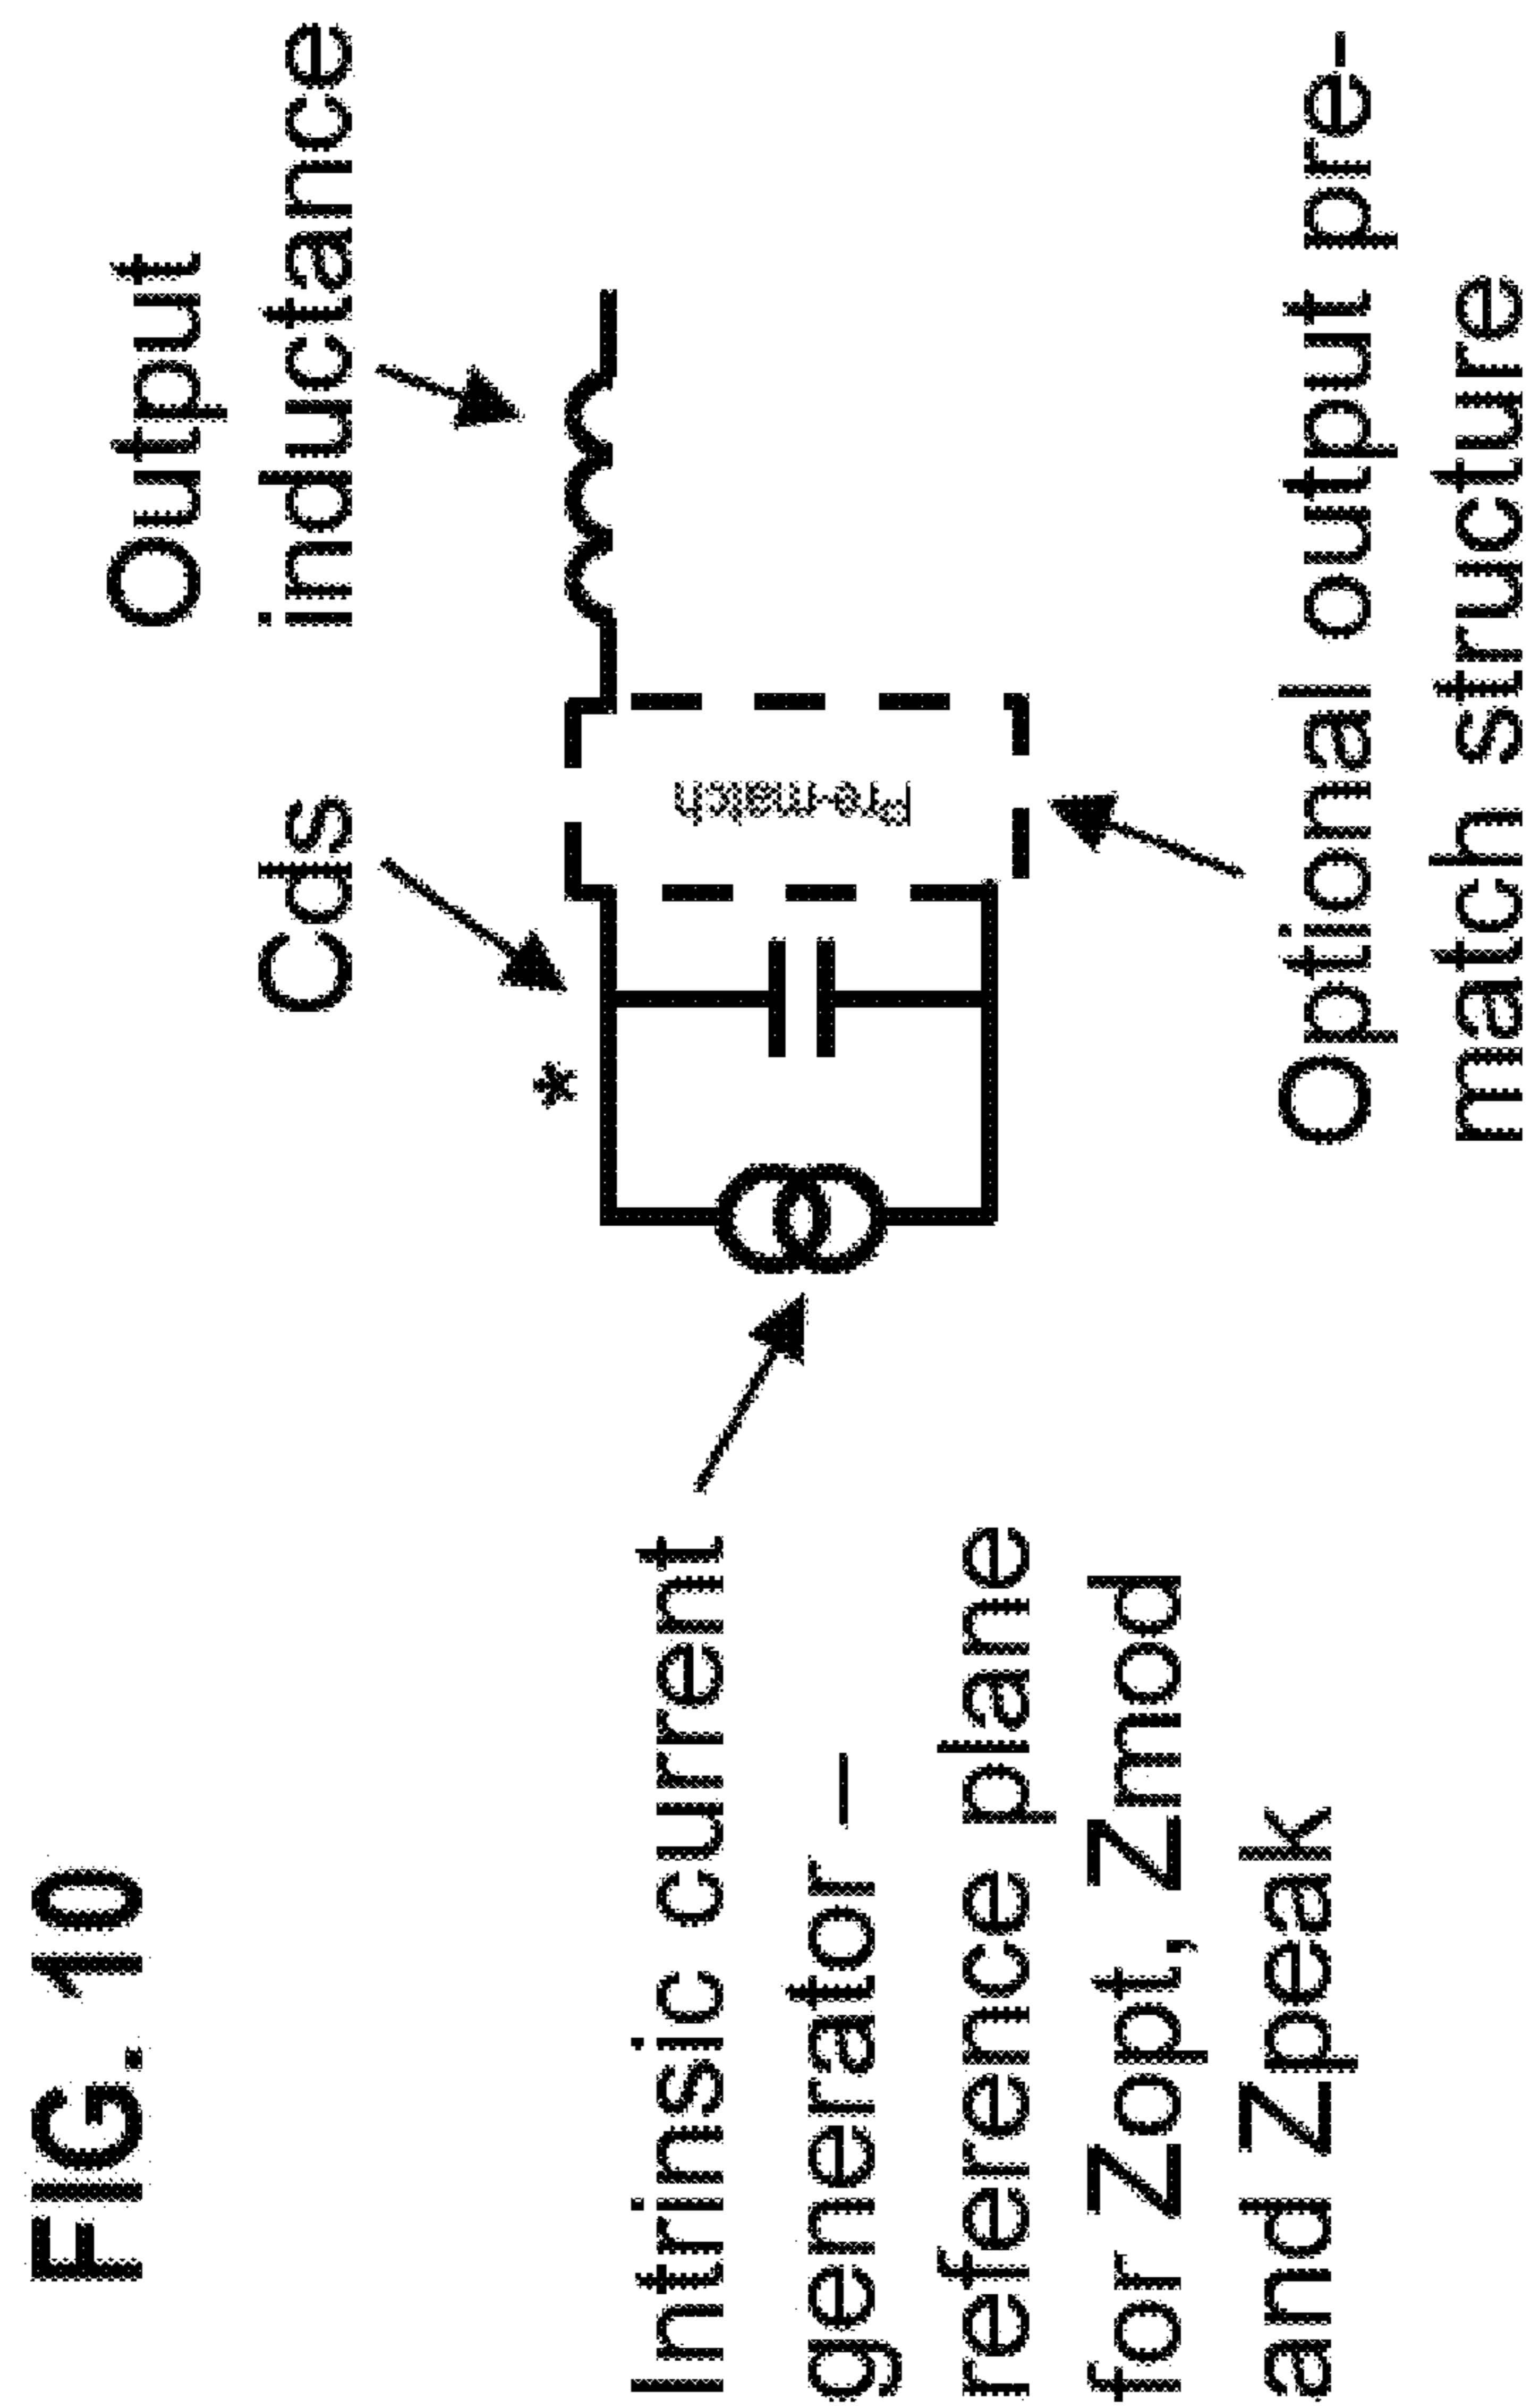 FIG. 10
Output
inductance
Cds
*
Pre-match
Intrinsic current
generator –
reference plane
for Zopt, Zmod
and Zpeak
Optional output pre-
match structure